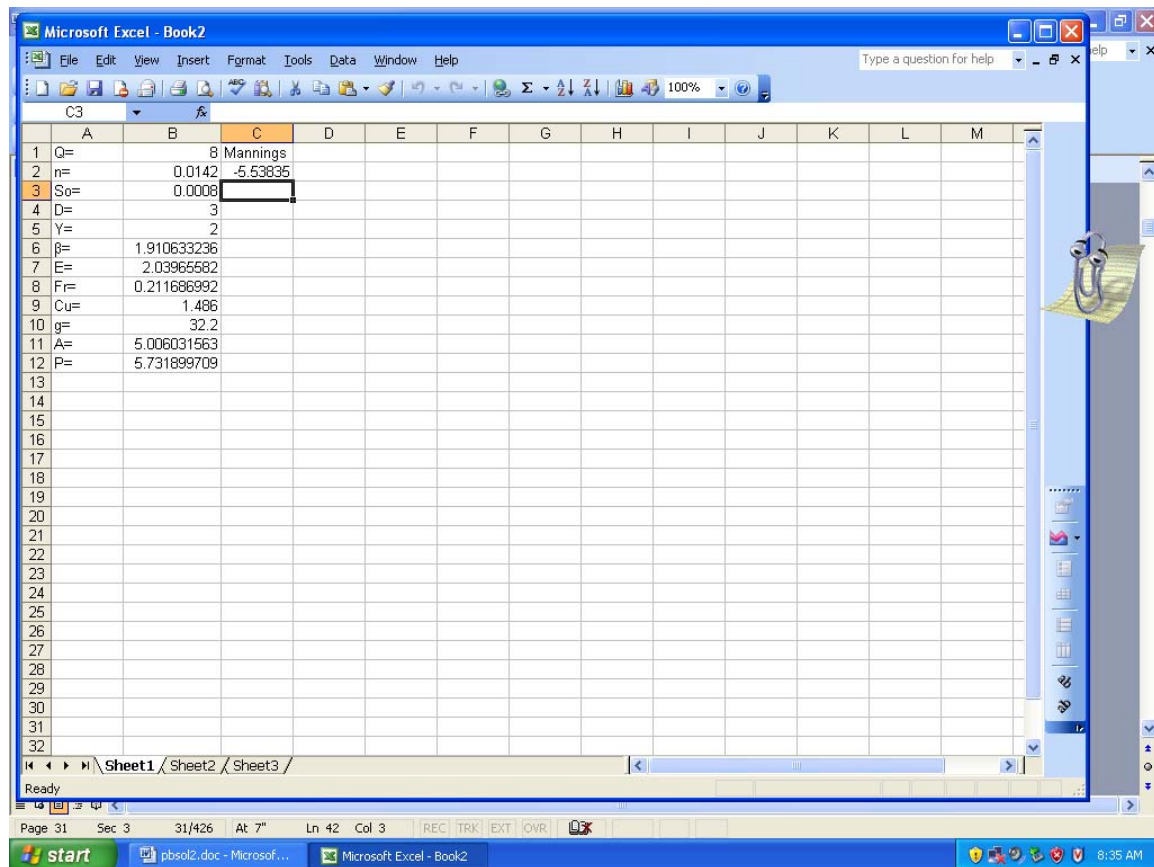 Microsoft Excel - Book2
File Edit View Insert Format Tools Data Window Help Type a question for help
elp
100%
C3 fx
A B C D E F G H I J K L M
1 Q= 8 Mannings
2 n= 0.0142 -5.53835
3 So= 0.0008
4 D= 3
5 Y= 2
6 β= 1.910633236
7 E= 2.03965582
8 Fr= 0.211686992
9 Cu= 1.486
10 g= 32.2
11 A= 5.006031563
12 P= 5.731899709
13
14
15
16
17
18
19
20
21
22
23
24
25
26
27
28
29
30
31
32
Sheet1 Sheet2 Sheet3
Ready
Page 31 Sec 3 31/426 At 7" Ln 42 Col 3 REC TRK EXT OVR
start pbsol2.doc - Microsof... Microsoft Excel - Book2 8:35 AM